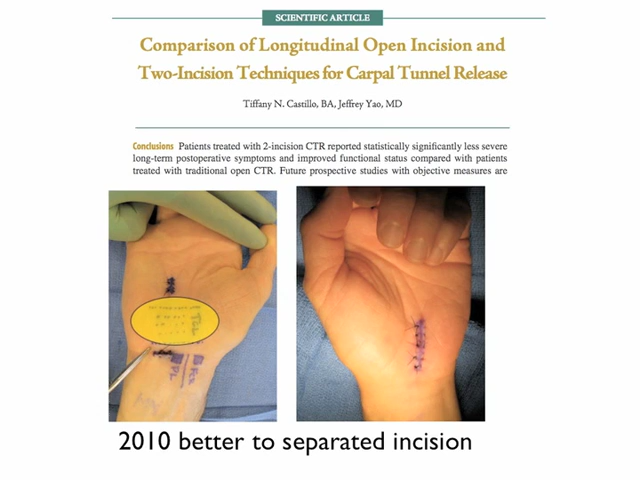 SCIENTIFIC ARTICLE
Comparison of Longitudinal Open Incision and
Two-Incision Techniques for Carpal Tunnel Release
Tiffany N. Castillo, BA, Jeffrey Yao, MD
Conclusions Patients treated with 2-incision CTR reported statistically significantly less severe
long-term postoperative symptoms and improved functional status compared with patients
treated with traditional open CTR. Future prospective studies with objective measures are
TCL
PL
FCR
2010 better to separated incision